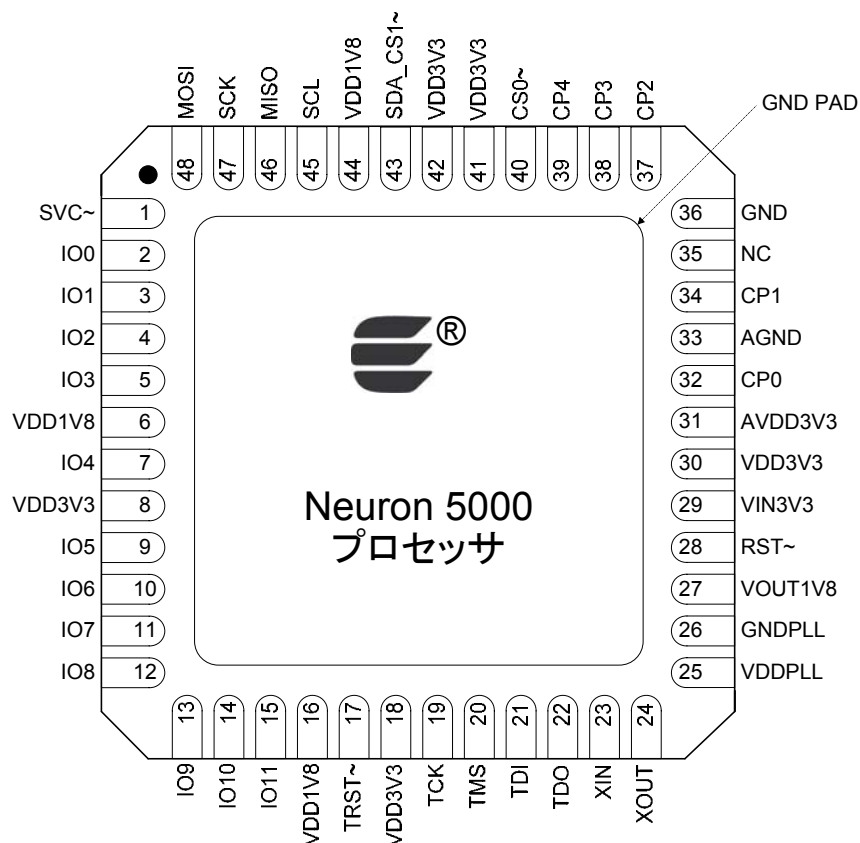 MOSI
SCK
MISO
SCL
VDD1V8
SDA_CS1~
VDD3V3
VDD3V3
CS0~
CP4
CP3
CP2
GND PAD
48
47
46
45
44
43
42
41
40
39
38
37
SVC~ 1
IO0 2
IO1 3
IO2 4
IO3 5
VDD1V8 6
IO4 7
VDD3V3 8
IO5 9
IO6 10
IO7 11
IO8 12
®
Neuron 5000
プロセッサ
36 GND
35 NC
34 CP1
33 AGND
32 CP0
31 AVDD3V3
30 VDD3V3
29 VIN3V3
28 RST~
27 VOUT1V8
26 GNDPLL
25 VDDPLL
13
14
15
16
17
18
19
20
21
22
23
24
IO9
IO10
IO11
VDD1V8
TRST~
VDD3V3
TCK
TMS
TDI
TDO
XIN
XOUT